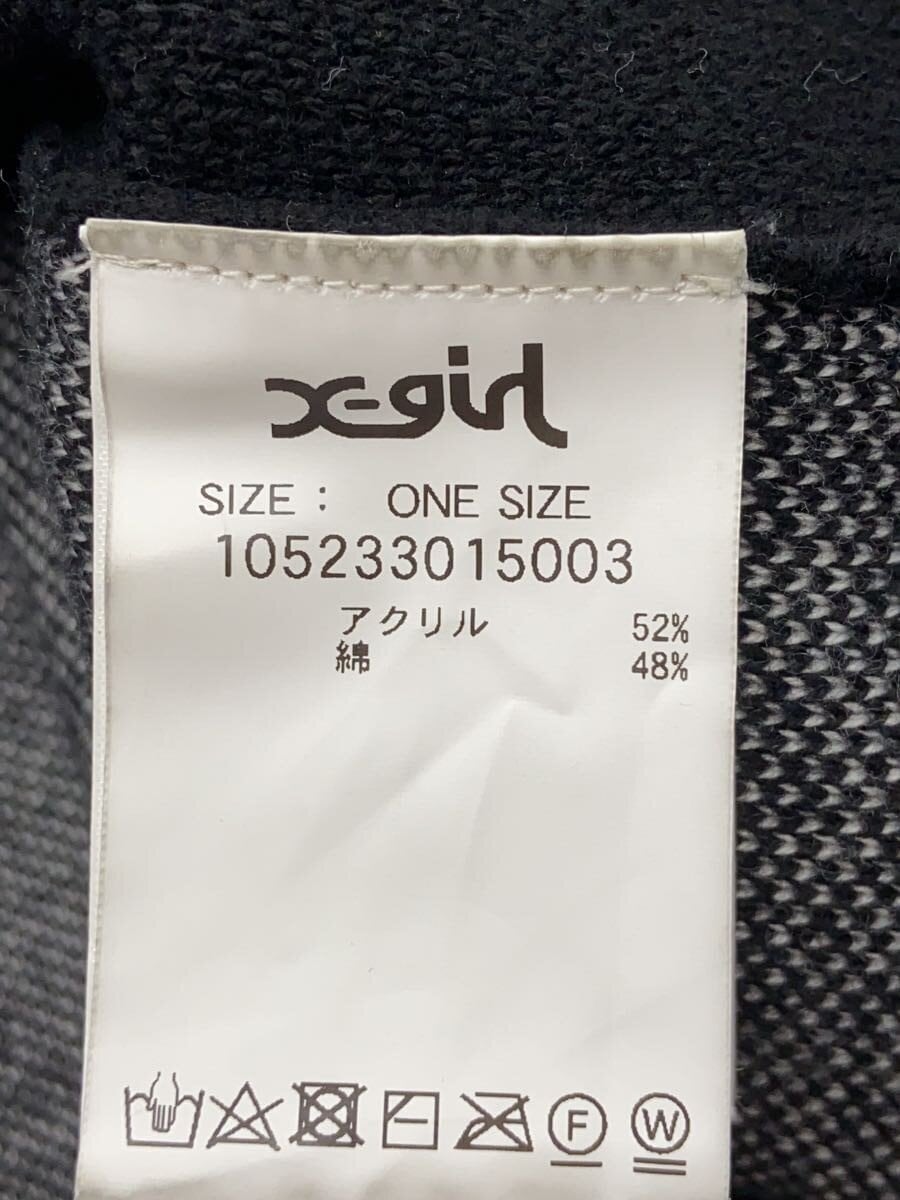 X-girl
SIZE : ONE SIZE
105233015003
アクリル 52%
綿 48%
F W